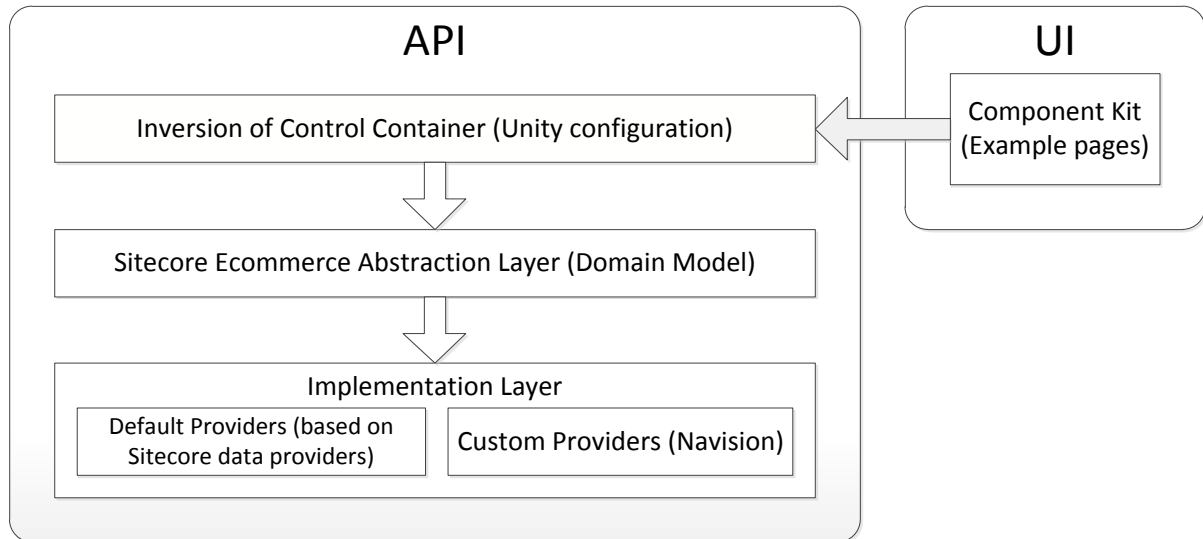 API
Inversion of Control Container (Unity configuration)
Sitecore Ecommerce Abstraction Layer (Domain Model)
Implementation Layer
Default Providers (based on
Sitecore data providers)
Custom Providers (Navision)
UI
Component Kit
(Example pages)